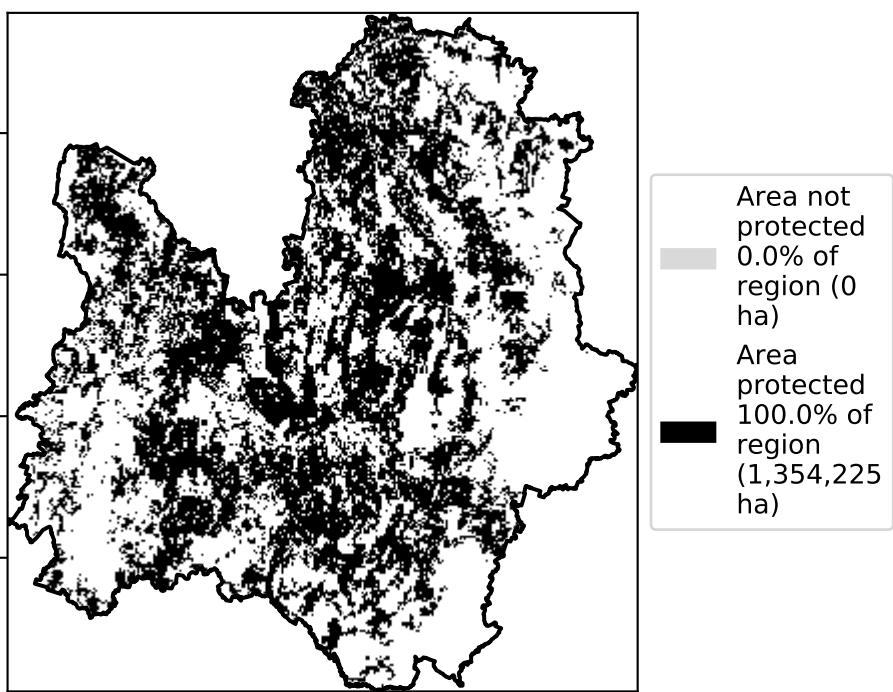 Area not
protected
0.0% of
region (0
ha)
Area
protected
100.0% of
region
(1,354,225
ha)